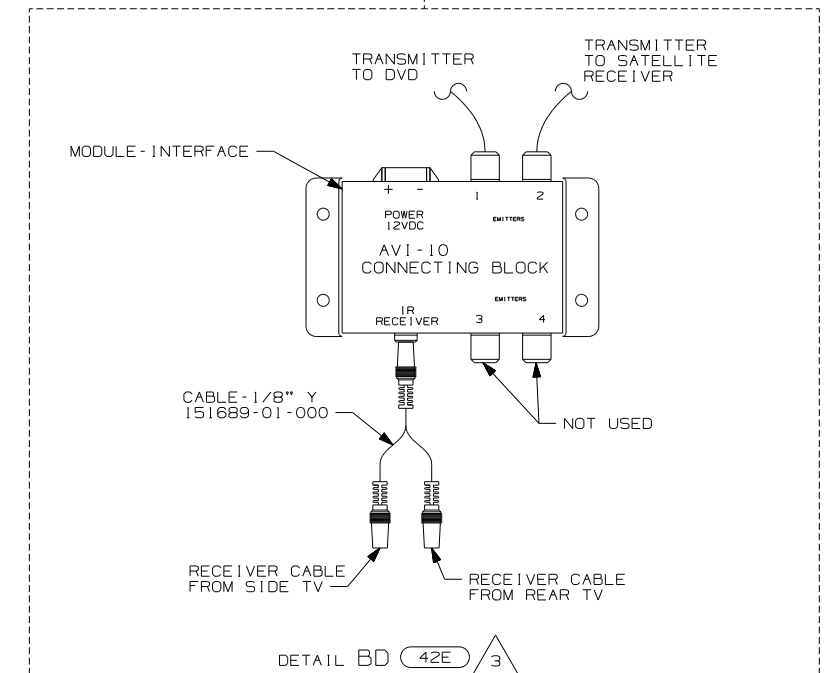 TRANSMITTER
TO DVD
TRANSMITTER
TO SATELLITE
RECEIVER
MODULE-INTERFACE
+ -
1
2
POWER
12VDC
EMITTERS
AVI-10
CONNECTING BLOCK
EMITTERS
IR
RECEIVER
3
4
CABLE-1/8" Y
151689-01-000
NOT USED
RECEIVER CABLE
FROM SIDE TV
RECEIVER CABLE
FROM REAR TV
DETAIL BD 42E 3